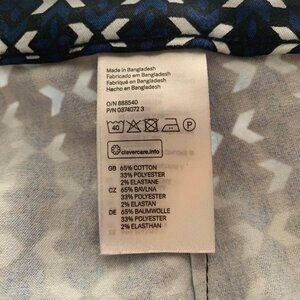 Made in Bangladesh
Fabricado em Bangladesh
Fabriqué en Bangladesh
Hecho en Bangladesh
O/N 888540
P/N 0374072 3
40
P
clevercare.info
GB 65% COTTON
33% POLYESTER
2% ELASTANE
CZ 65% BAVLNA
33% POLYESTER
2% ELASTAN
DE 65% BAUMWOLLE
33% POLYESTER
2% ELASTHAN